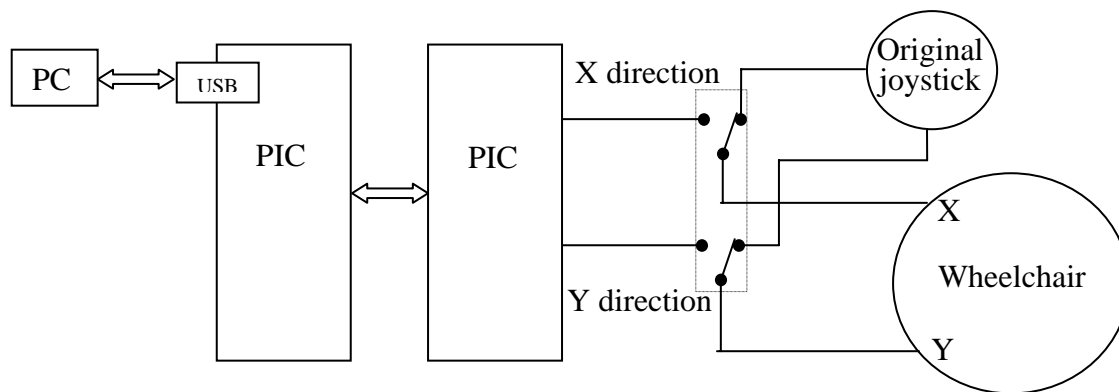 PC
USB
PIC
PIC
X direction
Y direction
Original
joystick
X
Wheelchair
Y